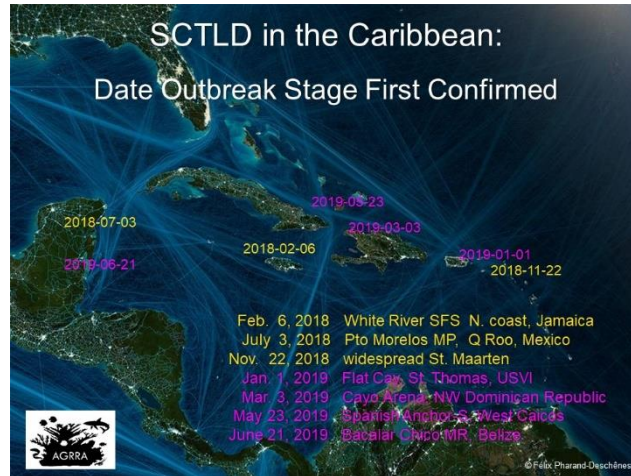 SCTLD in the Caribbean:
Date Outbreak Stage First Confirmed
2019-05-23
2018-07-03
2019-03-03
2018-02-06
2019-01-01
2019-06-21
2018-11-22
Feb. 6, 2018 White River SFS N. coast, Jamaica
July 3, 2018 Pto Morelos MP, Q Roo, Mexico
Nov. 22, 2018 widespread St. Maarten
Jan. 1, 2019 Flat Cay, St. Thomas, USVI
Mar. 3, 2019 Cayo Arena, NW Dominican Republic
May 23, 2019 Spanish Anchor S, West Caicos
June 21, 2019 Bacalar Chico MR, Belize
AGRRA
©Félix Pharand-Deschênes